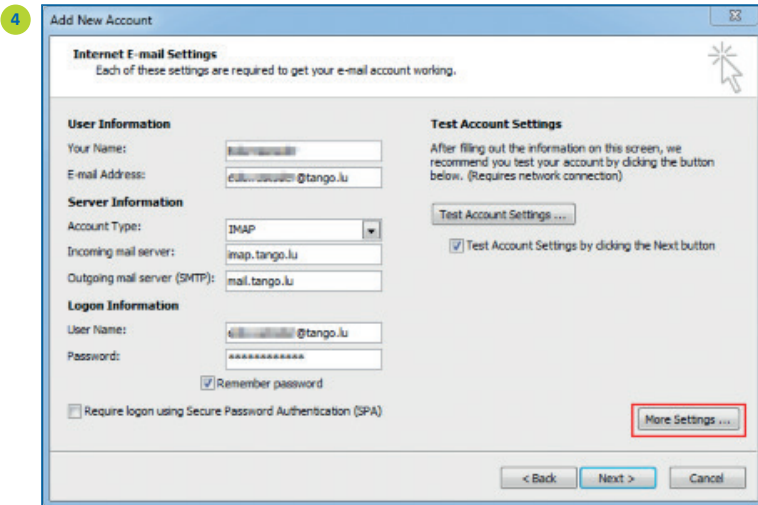 4
Add New Account
Internet E-mail Settings
Each of these settings are required to get your e-mail account working.
User Information
Your Name:
E-mail Address: @tango.lu
Server Information
Account Type: IMAP
Incoming mail server: imap.tango.lu
Outgoing mail server (SMTP): mail.tango.lu
Logon Information
User Name: @tango.lu
Password: ************
Remember password
Require logon using Secure Password Authentication (SPA)
Test Account Settings
After filling out the information on this screen, we
recommend you test your account by clicking the button
below. (Requires network connection)
Test Account Settings ...
Test Account Settings by clicking the Next button
More Settings ...
< Back Next > Cancel